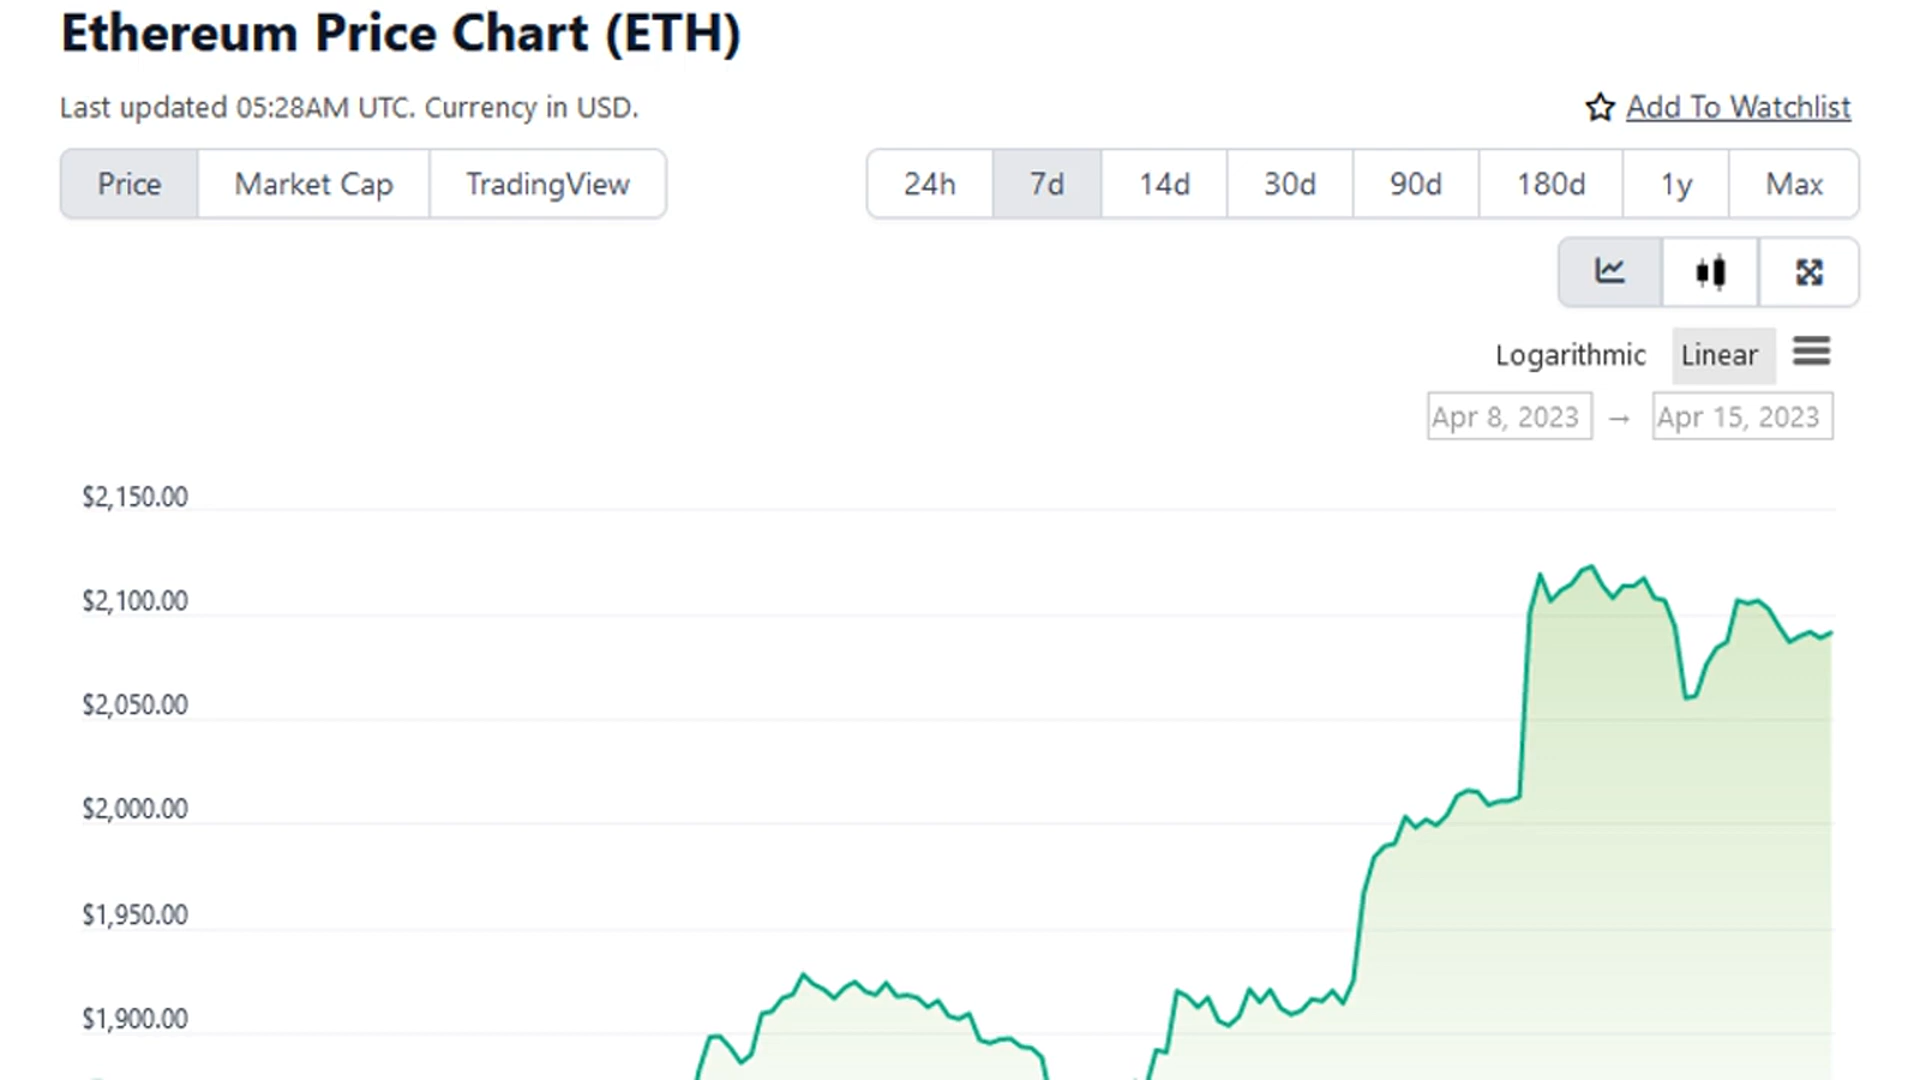 Ethereum Price Chart (ETH)
Last updated 05:28AM UTC. Currency in USD.
Add To Watchlist
Price Market Cap TradingView
24h 7d 14d 30d 90d 180d 1y Max
Logarithmic Linear
Apr 8, 2023 → Apr 15, 2023
$2,150.00
$2,100.00
$2,050.00
$2,000.00
$1,950.00
$1,900.00